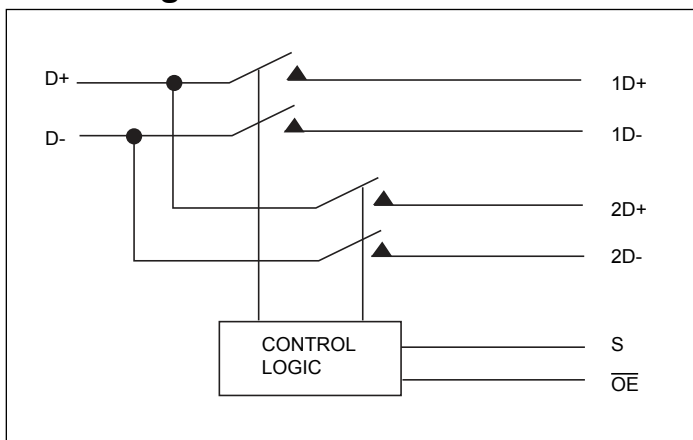 D+
1D+
D-
1D-
2D+
2D-
CONTROL
LOGIC
S
OE